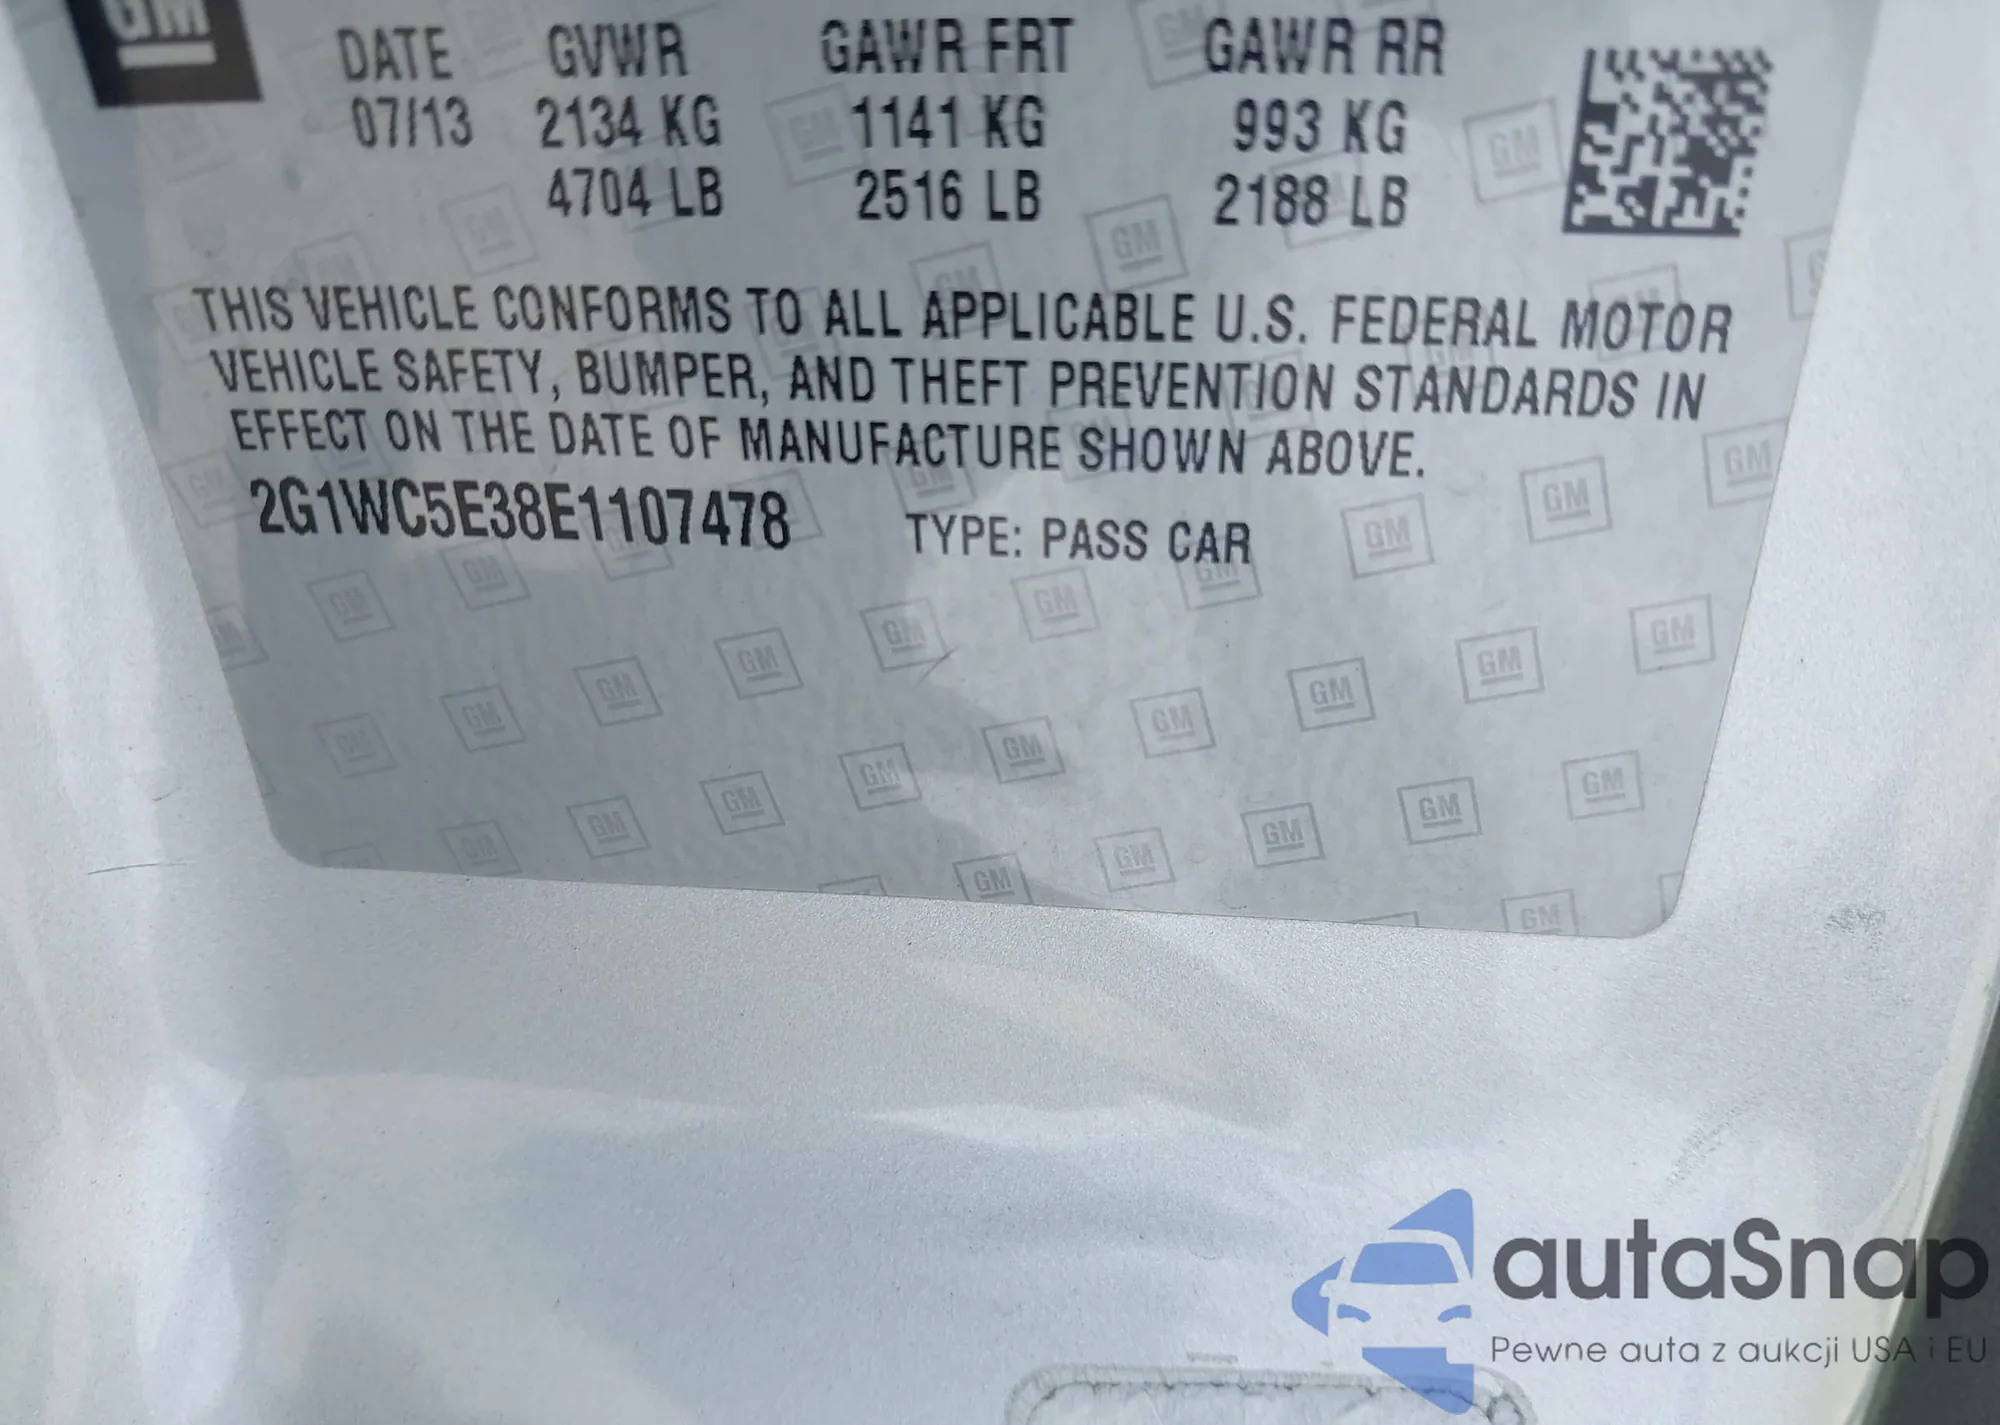 GM
DATE GVWR GAWR FRT GAWR RR
07/13 2134 KG 1141 KG 993 KG
4704 LB 2516 LB 2188 LB
THIS VEHICLE CONFORMS TO ALL APPLICABLE U.S. FEDERAL MOTOR
VEHICLE SAFETY, BUMPER, AND THEFT PREVENTION STANDARDS IN
EFFECT ON THE DATE OF MANUFACTURE SHOWN ABOVE.
2G1WC5E38E1107478 TYPE: PASS CAR
autaSnap
Pewne auta z aukcji USA i EU